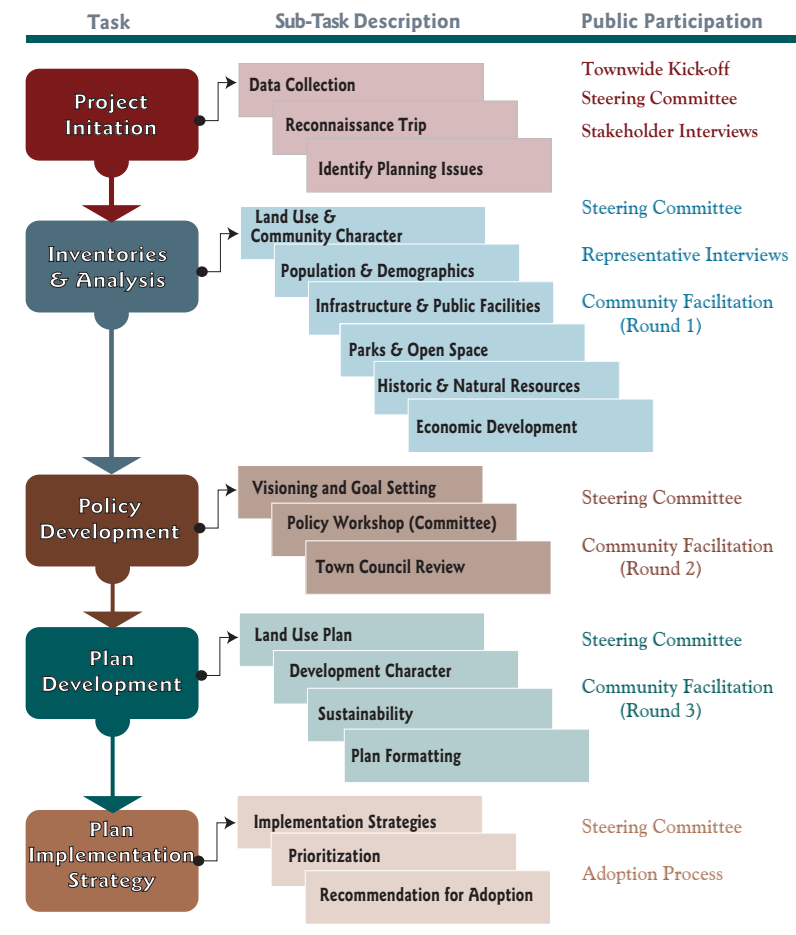 Task
Sub-Task Description
Public Participation
Project
Initation
Data Collection
Reconnaissance Trip
Identify Planning Issues
Townwide Kick-off
Steering Committee
Stakeholder Interviews
Inventories
& Analysis
Land Use &
Community Character
Population & Demographics
Infrastructure & Public Facilities
Parks & Open Space
Historic & Natural Resources
Economic Development
Steering Committee
Representative Interviews
Community Facilitation
(Round 1)
Policy
Development
Visioning and Goal Setting
Policy Workshop (Committee)
Town Council Review
Steering Committee
Community Facilitation
(Round 2)
Plan
Development
Land Use Plan
Development Character
Sustainability
Plan Formatting
Steering Committee
Community Facilitation
(Round 3)
Plan
Implementation
Strategy
Implementation Strategies
Prioritization
Recommendation for Adoption
Steering Committee
Adoption Process